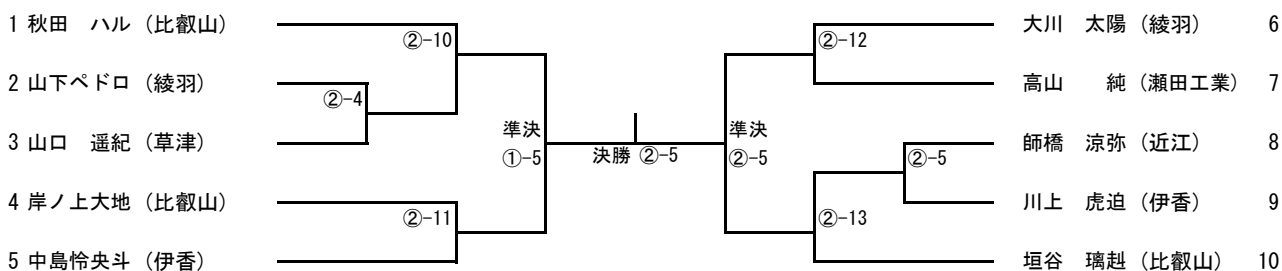 1 秋田　ハル（比叡山）
②-10
2 山下ペドロ（綾羽）
②-4
3 山口　遥紀（草津）
準決
①-5
4 岸ノ上大地（比叡山）
②-11
5 中島怜央斗（伊香）
決勝 ②-5
大川　太陽（綾羽） 6
②-12
高山　　純（瀬田工業） 7
準決
②-5
師橋　涼弥（近江） 8
②-5
川上　虎迫（伊香） 9
②-13
垣谷　璃赳（比叡山） 10